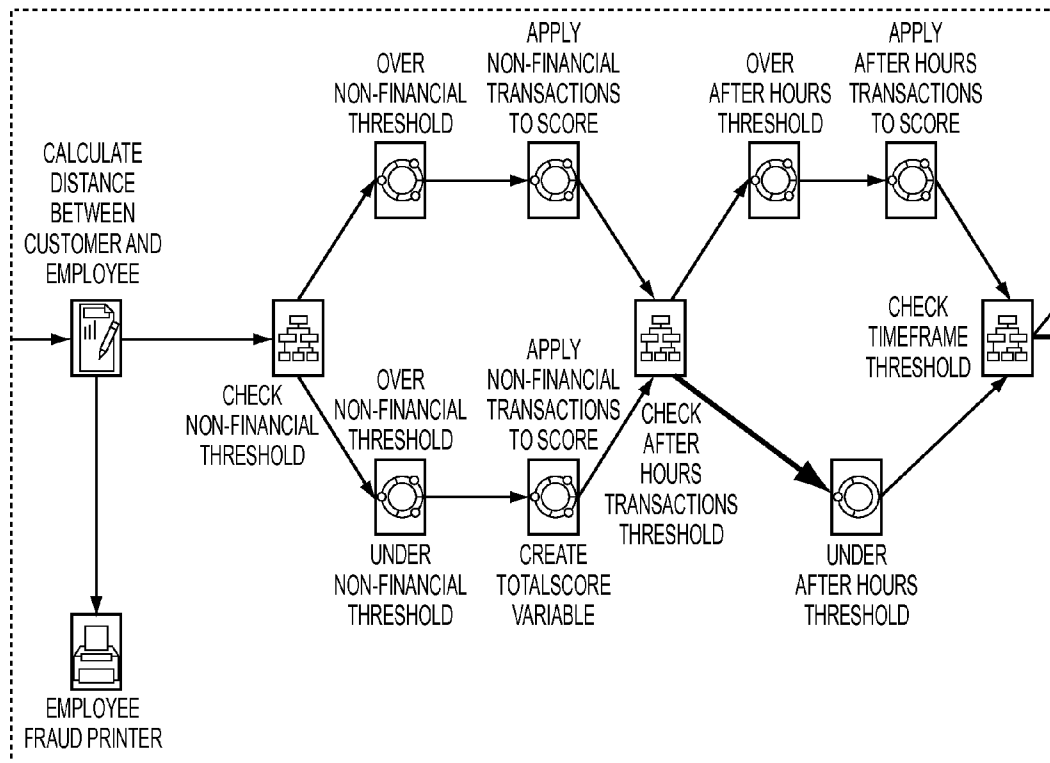 CALCULATE
DISTANCE
BETWEEN
CUSTOMER AND
EMPLOYEE
EMPLOYEE
FRAUD PRINTER
CHECK
NON-FINANCIAL
THRESHOLD
OVER
NON-FINANCIAL
THRESHOLD
APPLY
NON-FINANCIAL
TRANSACTIONS
TO SCORE
OVER
NON-FINANCIAL
THRESHOLD
UNDER
NON-FINANCIAL
THRESHOLD
APPLY
NON-FINANCIAL
TRANSACTIONS
TO SCORE
CREATE
TOTALSCORE
VARIABLE
CHECK
AFTER
HOURS
TRANSACTIONS
THRESHOLD
OVER
AFTER HOURS
THRESHOLD
APPLY
AFTER HOURS
TRANSACTIONS
TO SCORE
UNDER
AFTER HOURS
THRESHOLD
CHECK
TIMEFRAME
THRESHOLD